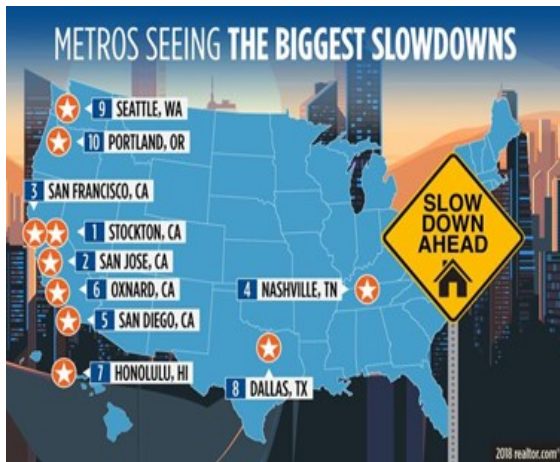 METROS SEEING THE BIGGEST SLOWDOWNS
9 SEATTLE, WA
10 PORTLAND, OR
3 SAN FRANCISCO, CA
1 STOCKTON, CA
2 SAN JOSE, CA
6 OXNARD, CA
5 SAN DIEGO, CA
7 HONOLULU, HI
4 NASHVILLE, TN
8 DALLAS, TX
SLOW
DOWN
AHEAD
2018 realtor.com